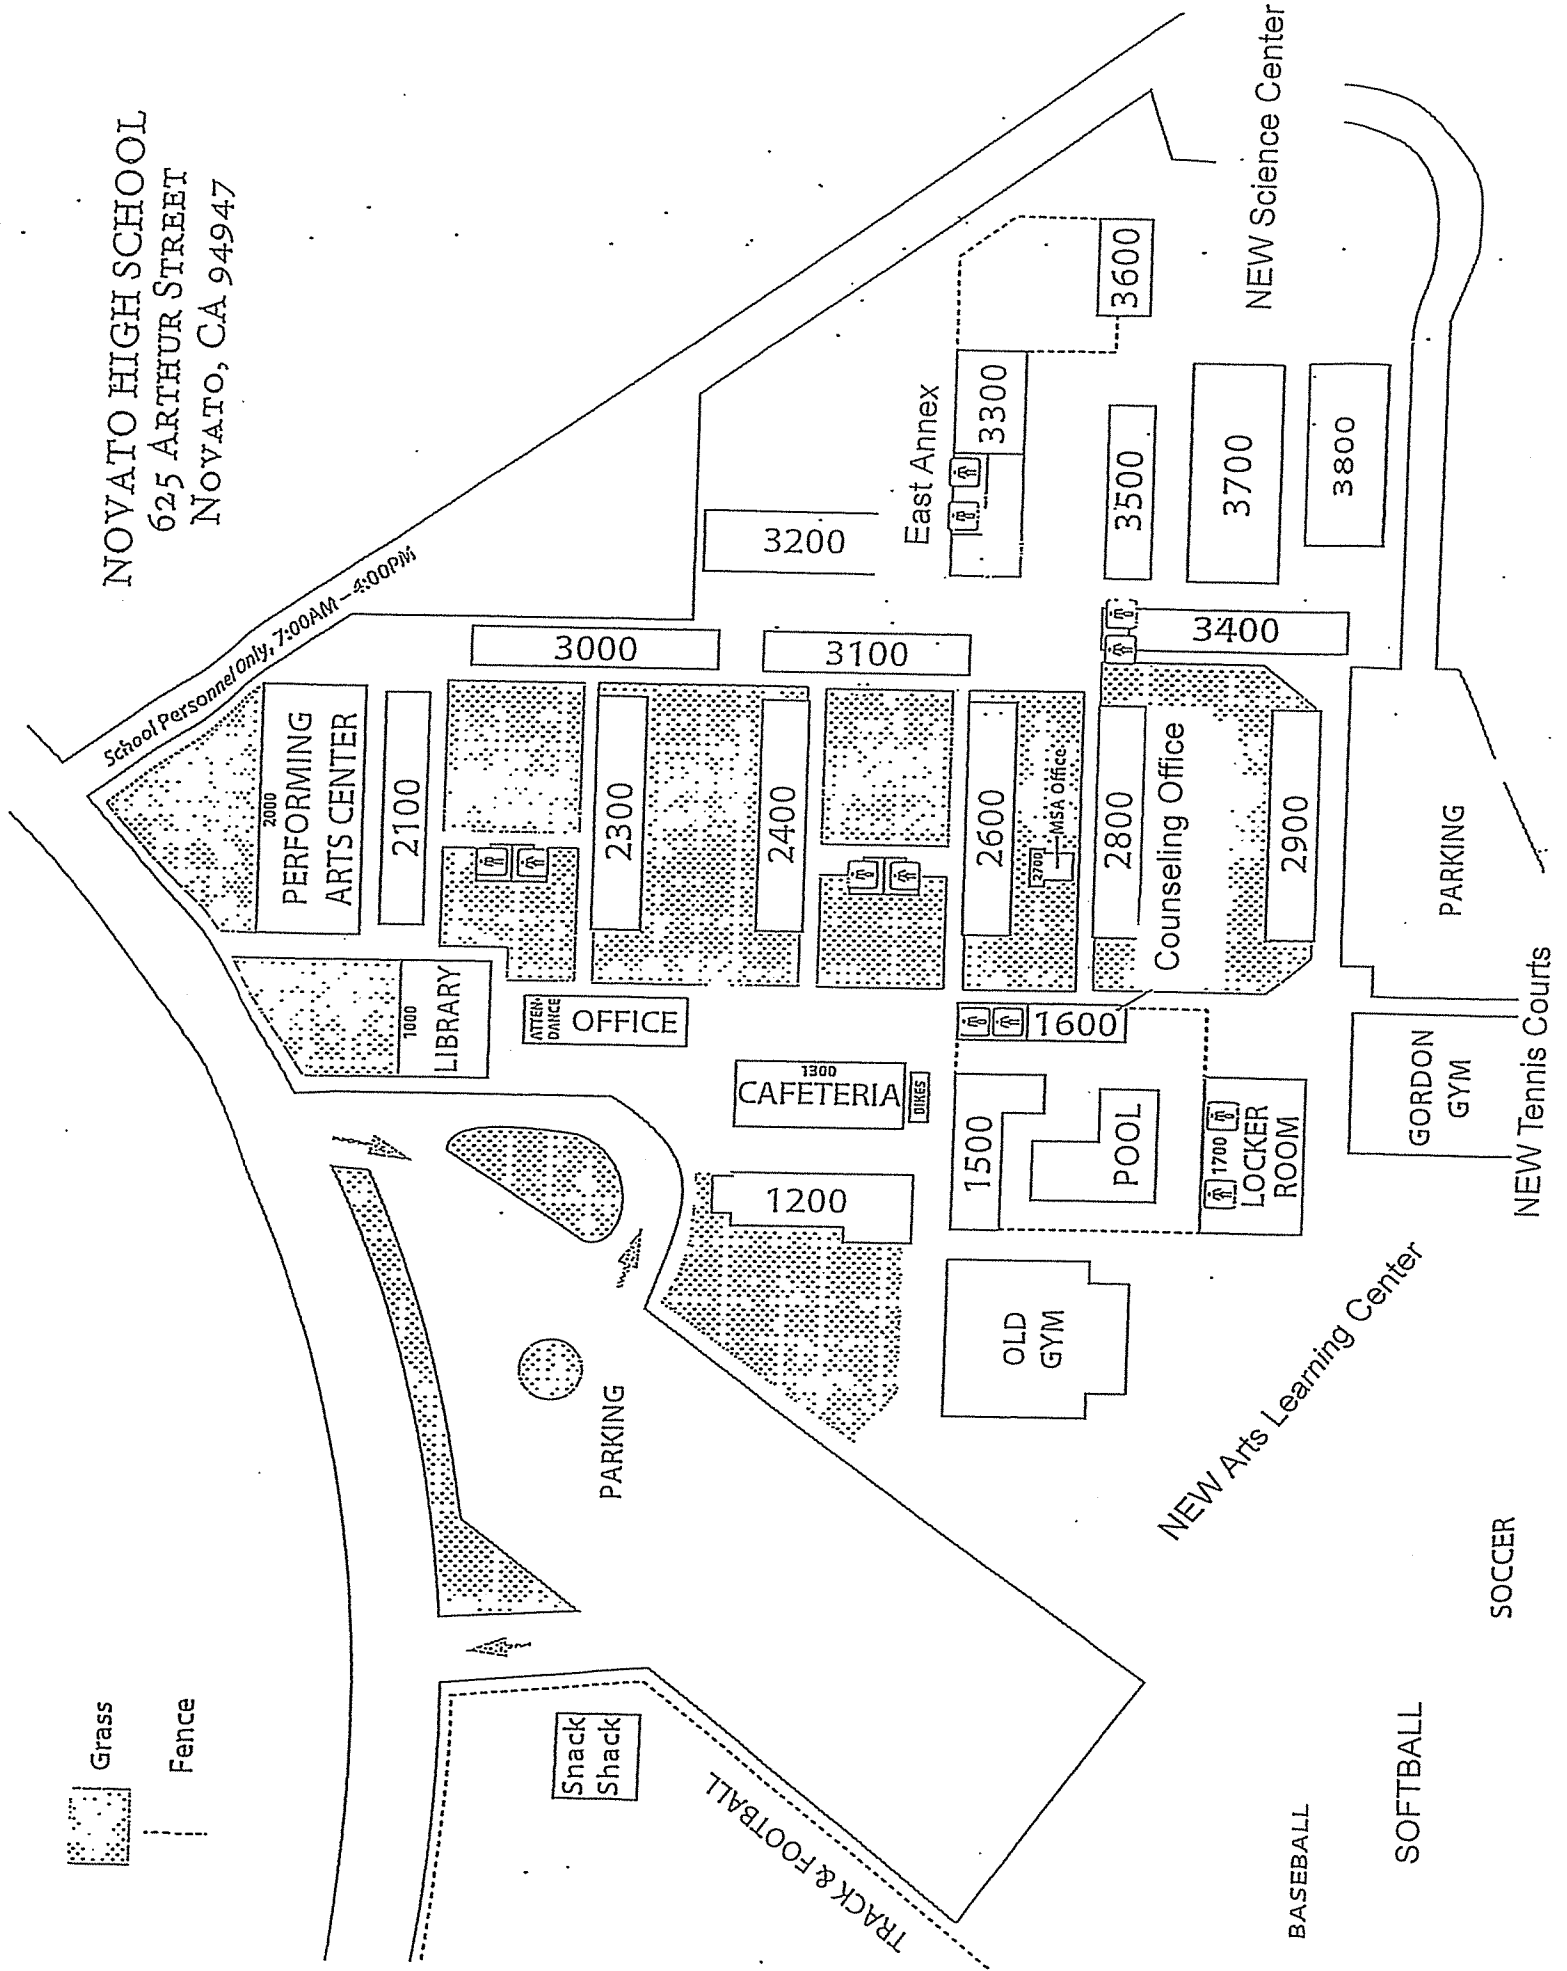 NOVATO HIGH SCHOOL
625 ARTHUR STREET
NOVATO, CA 94947
Grass
Fence
School Personnel Only, 7:00AM – 4:00PM
2000
PERFORMING
ARTS CENTER
2100
1000
LIBRARY
ATTEN-
DANCE
OFFICE
3000
2300
2400
3100
3200
East Annex
3300
3600
NEW Science Center
1300
CAFETERIA
BIKES
1200
PARKING
Snack
Shack
TRACK & FOOTBALL
2600
2700
MSA Office
2800
Counseling Office
2900
3400
3500
3700
3800
1600
1500
POOL
1700
LOCKER
ROOM
OLD
GYM
GORDON
GYM
PARKING
NEW Tennis Courts
NEW Arts Learning Center
SOCCER
SOFTBALL
BASEBALL